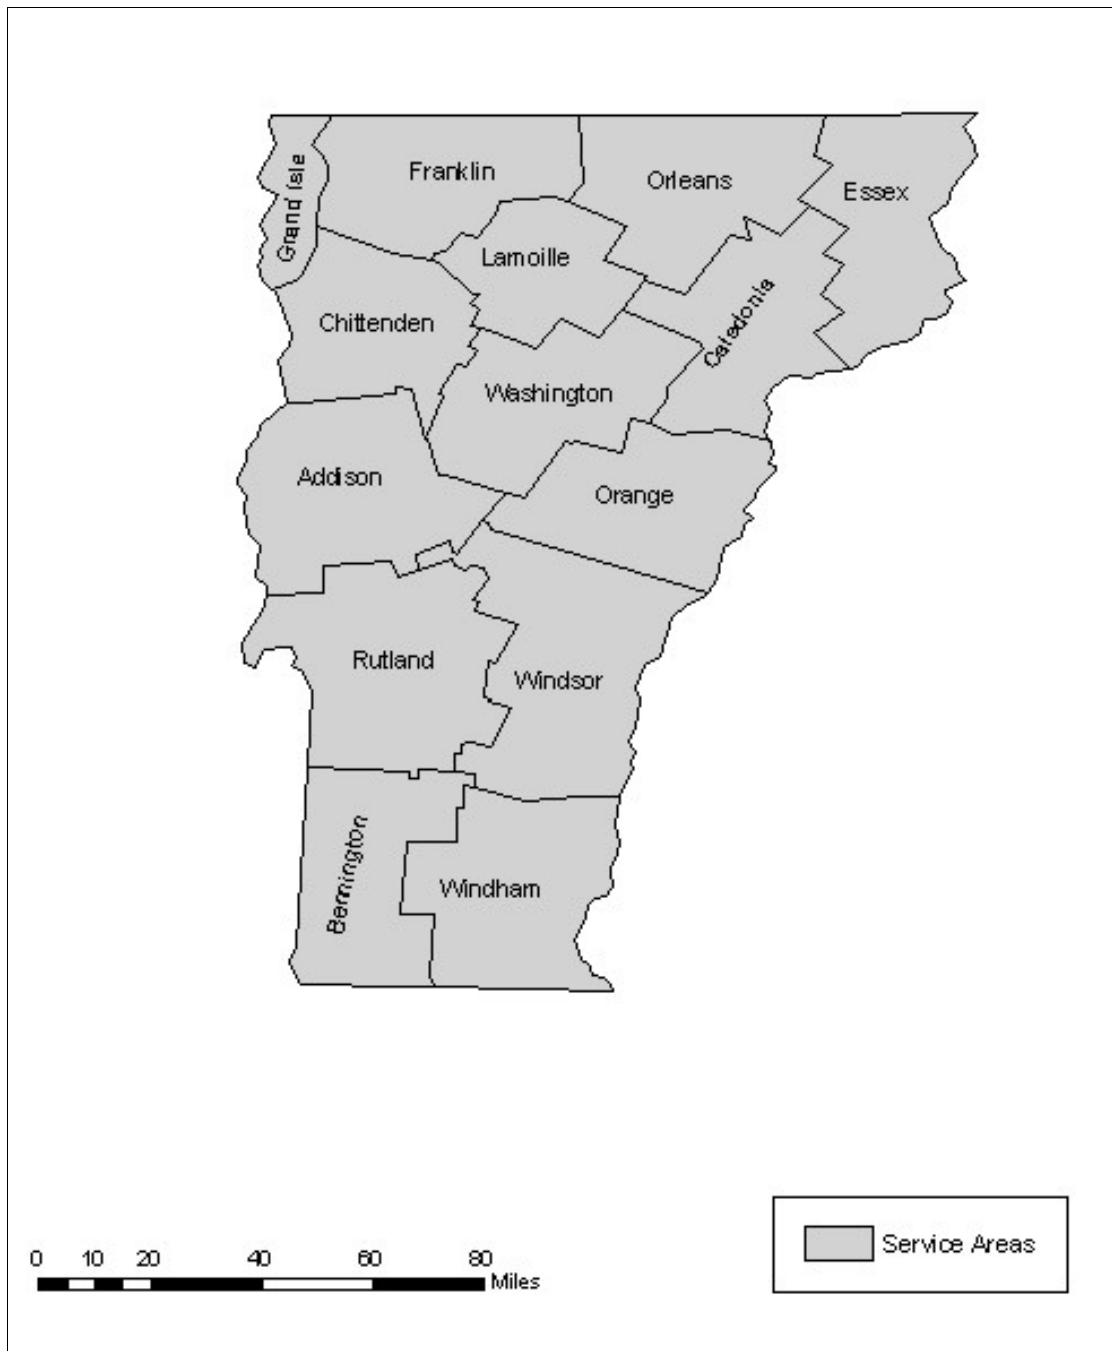 Franklin
Grand Isle
Orleans
Essex
Lamoille
Chittenden
Caledonia
Washington
Addison
Orange
Rutland
Windsor
Bennington
Windham
0 10 20 40 60 80
Miles
Service Areas